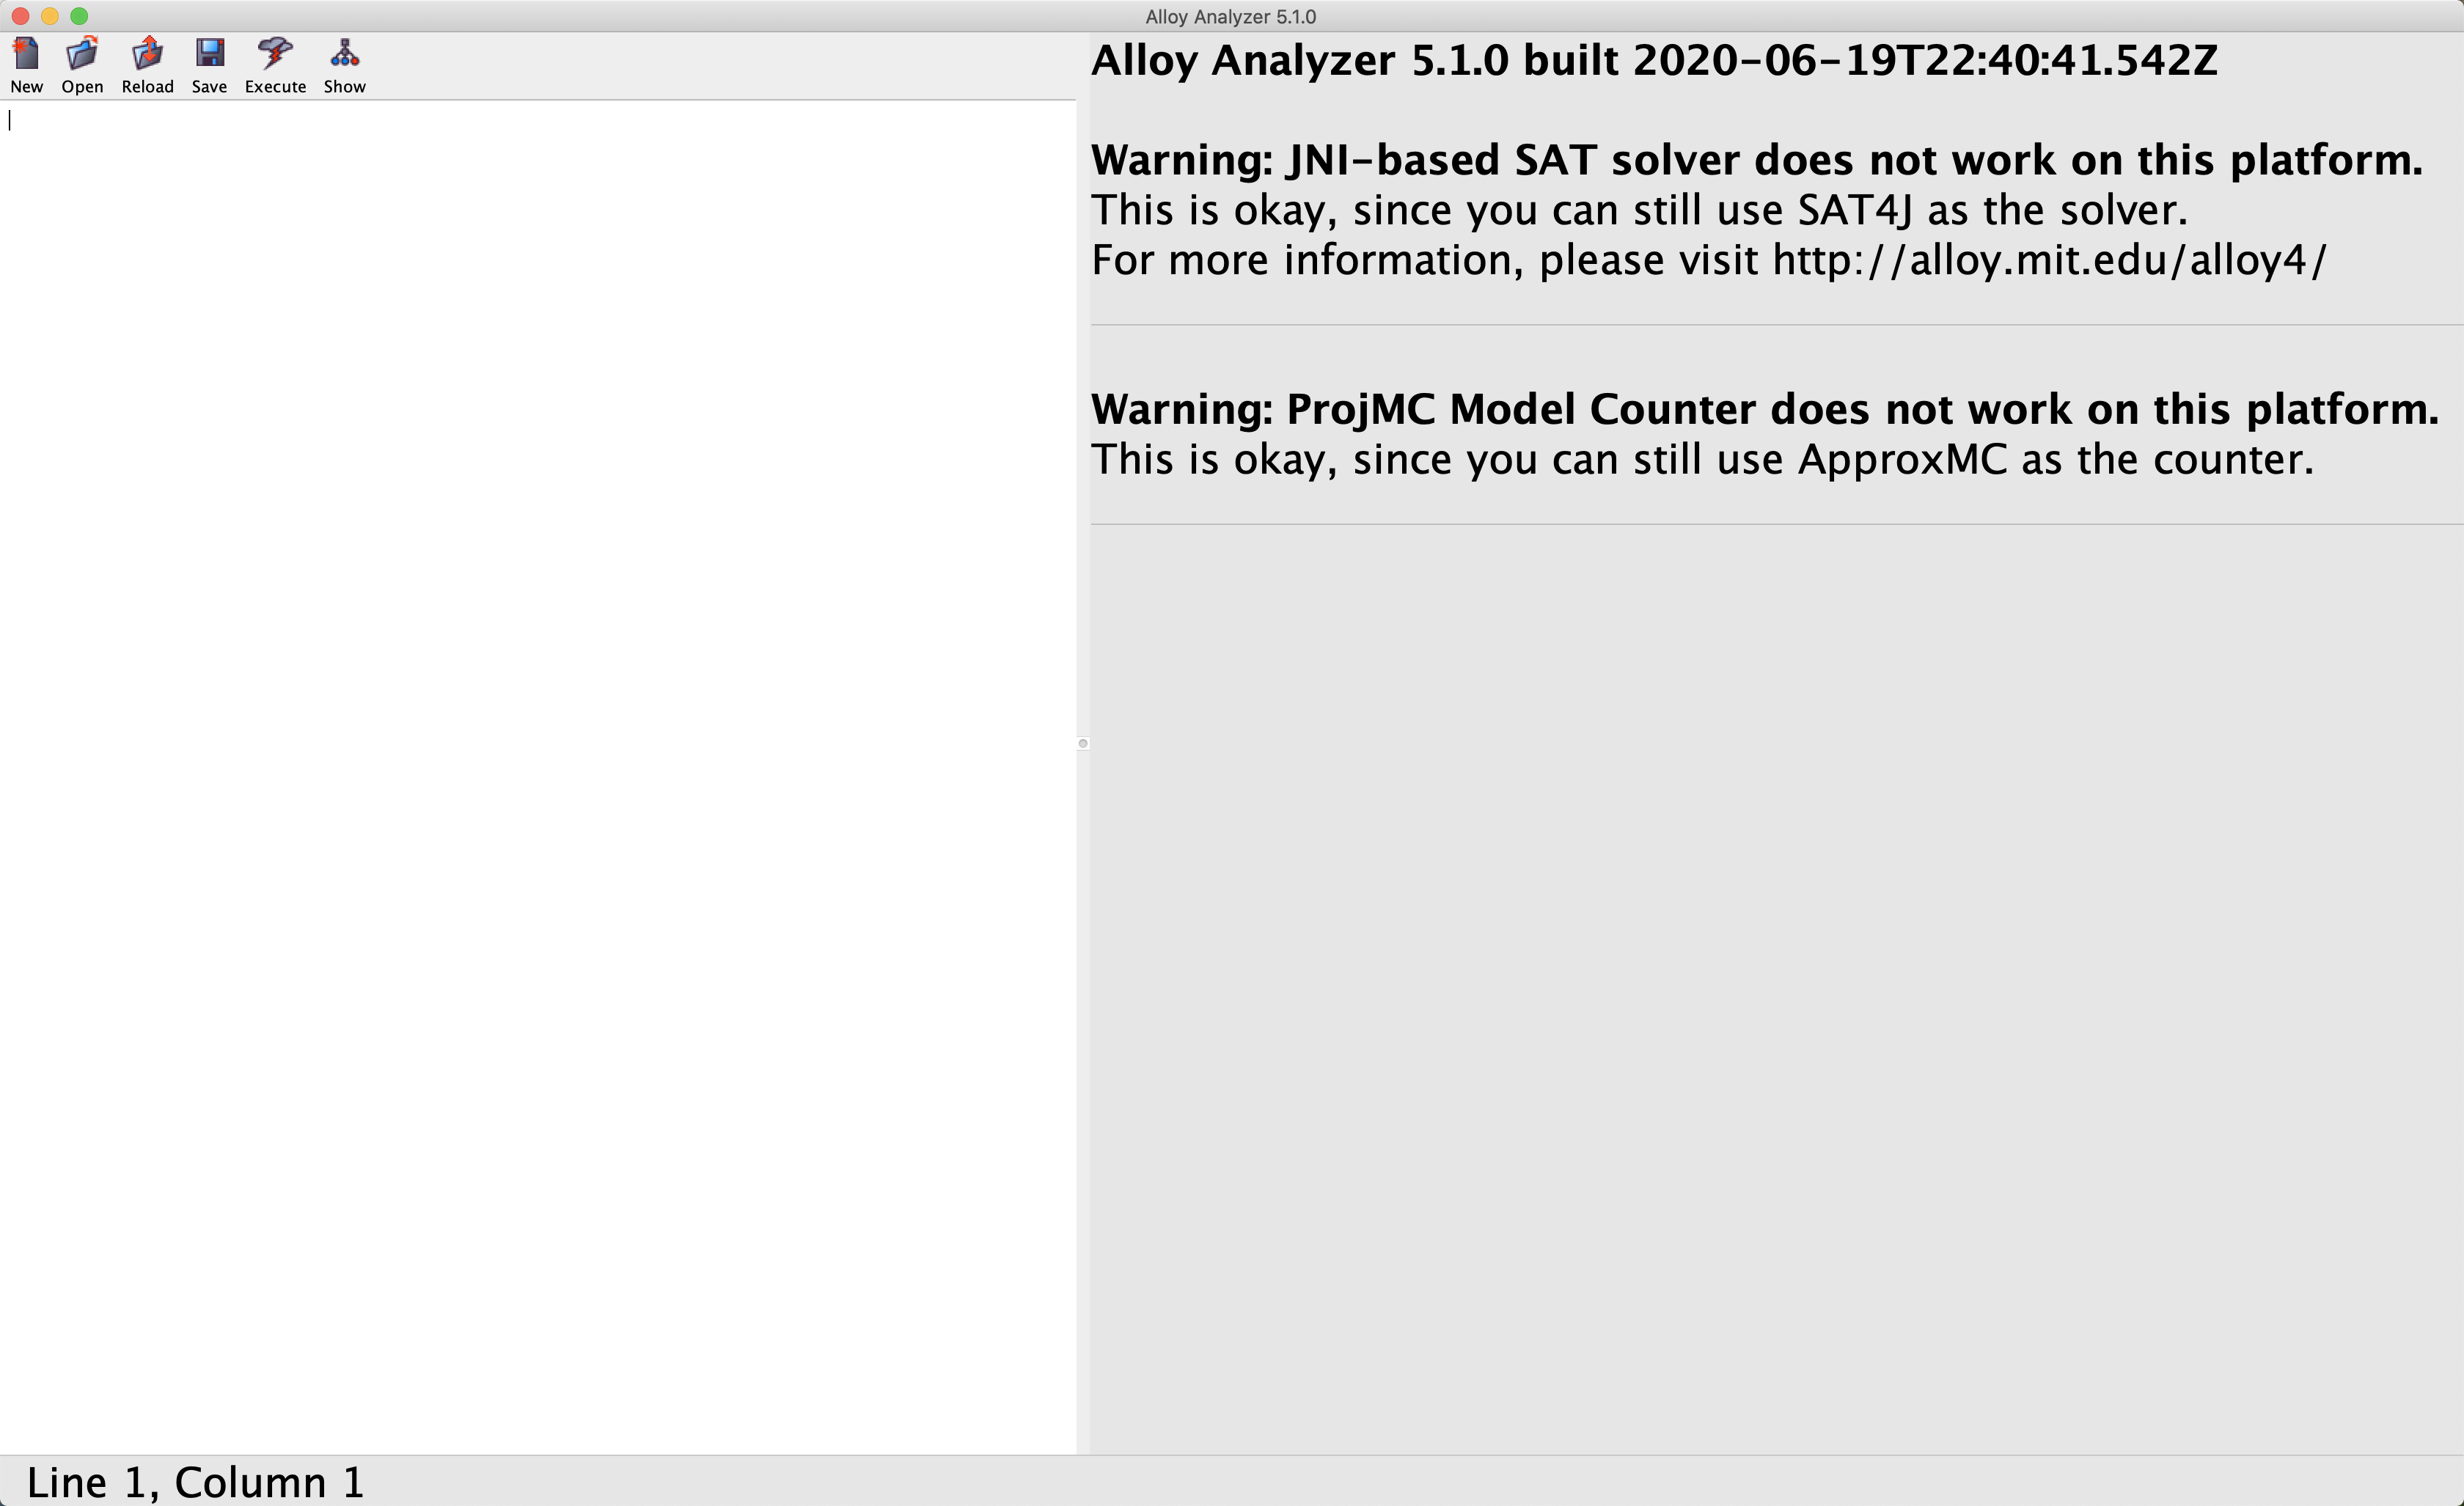 Alloy Analyzer 5.1.0
New Open Reload Save Execute Show
Alloy Analyzer 5.1.0 built 2020-06-19T22:40:41.542Z
Warning: JNI-based SAT solver does not work on this platform.
This is okay, since you can still use SAT4J as the solver.
For more information, please visit http://alloy.mit.edu/alloy4/
Warning: ProjMC Model Counter does not work on this platform.
This is okay, since you can still use ApproxMC as the counter.
Line 1, Column 1